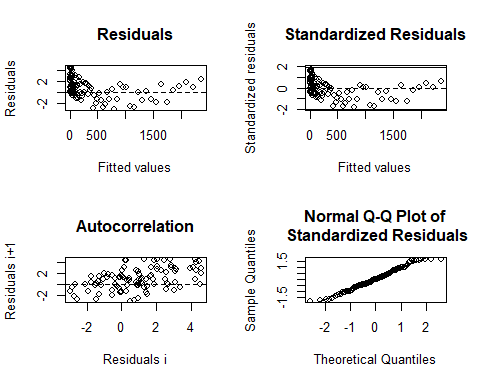 Residuals
Residuals
2
-2
0
500
1500
Fitted values
Standardized Residuals
Standardized residuals
2
0
-2
0
500
1500
Fitted values
Autocorrelation
Residuals i+1
2
-2
-2
0
2
4
Residuals i
Normal Q-Q Plot of
Standardized Residuals
Sample Quantiles
1.5
-1.5
-2
-1
0
1
2
Theoretical Quantiles